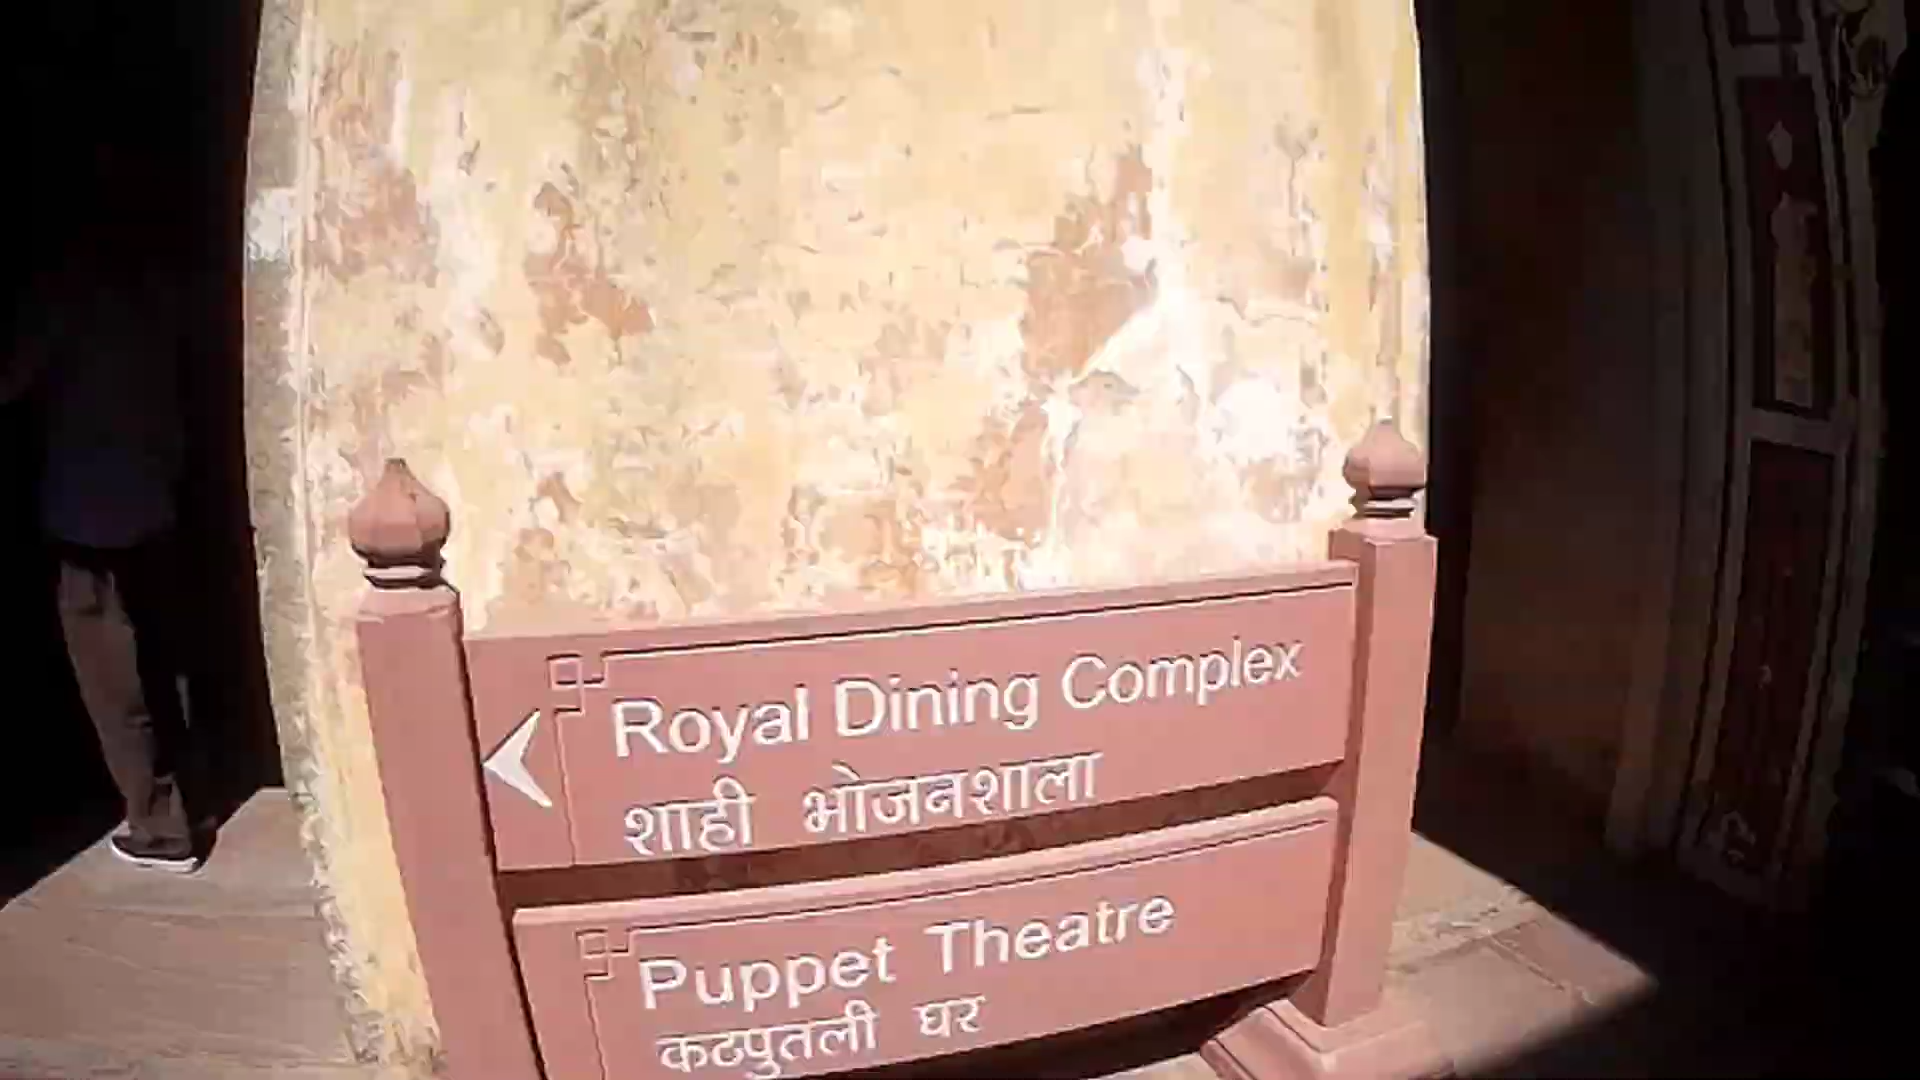 Royal Dining Complex
शाही भोजनशाला
Puppet Theatre
कठपुतली घर